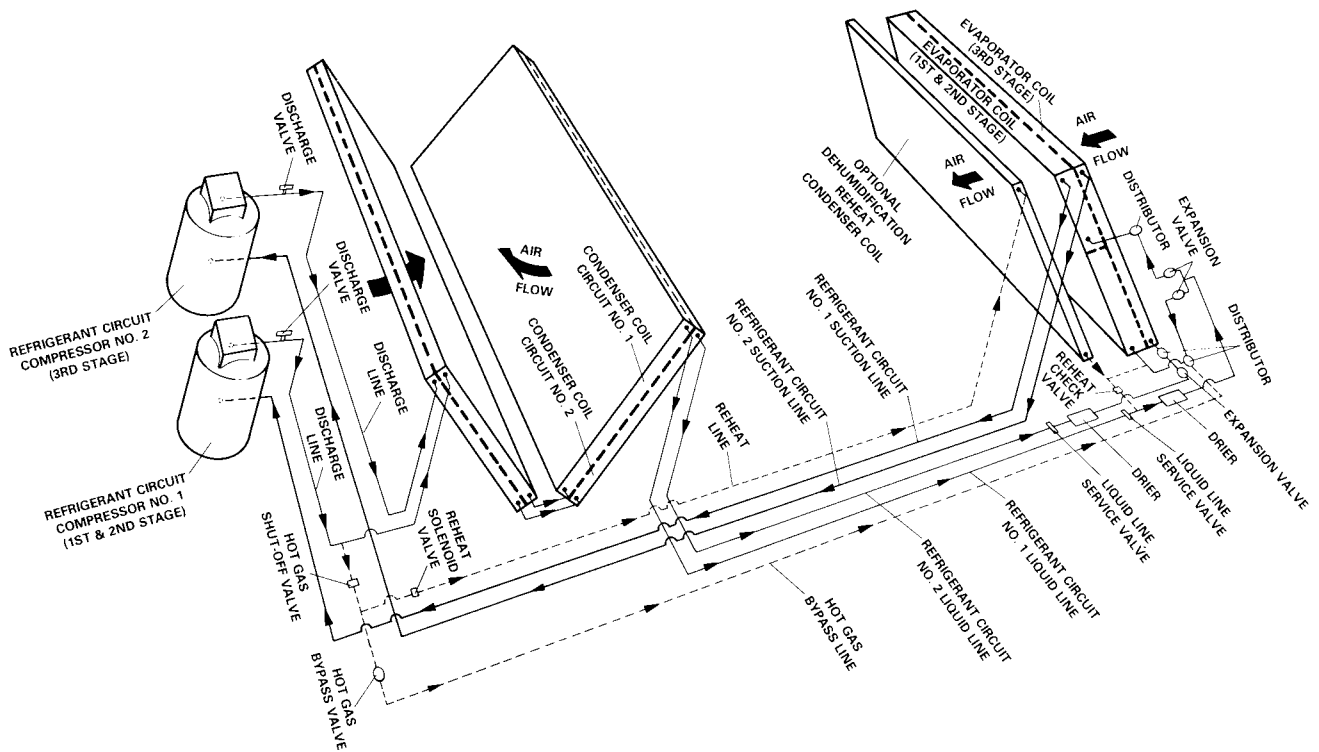 DISCHARGE
VALVE
DISCHARGE
VALVE
REFRIGERANT CIRCUIT
COMPRESSOR NO. 2
(3RD STAGE)
REFRIGERANT CIRCUIT
COMPRESSOR NO. 1
(1ST & 2ND STAGE)
DISCHARGE
LINE
DISCHARGE
LINE
AIR
FLOW
CONDENSER COIL
CIRCUIT NO. 1
CONDENSER COIL
CIRCUIT NO. 2
HOT GAS
SHUT-OFF VALVE
REHEAT
SOLENOID
VALVE
HOT GAS
BYPASS VALVE
REHEAT
LINE
REFRIGERANT CIRCUIT
NO. 2 SUCTION LINE
REFRIGERANT CIRCUIT
NO. 1 SUCTION LINE
HOT GAS
BYPASS LINE
REFRIGERANT CIRCUIT
NO. 2 LIQUID LINE
REFRIGERANT CIRCUIT
NO. 1 LIQUID LINE
OPTIONAL
DEHUMIDIFICATION
REHEAT
CONDENSER COIL
AIR
FLOW
EVAPORATOR COIL
(3RD STAGE)
EVAPORATOR COIL
(1ST & 2ND STAGE)
AIR
FLOW
DISTRIBUTOR
EXPANSION
VALVE
DISTRIBUTOR
REHEAT
CHECK
VALVE
EXPANSION VALVE
DRIER
LIQUID LINE
SERVICE VALVE
DRIER
LIQUID LINE
SERVICE VALVE